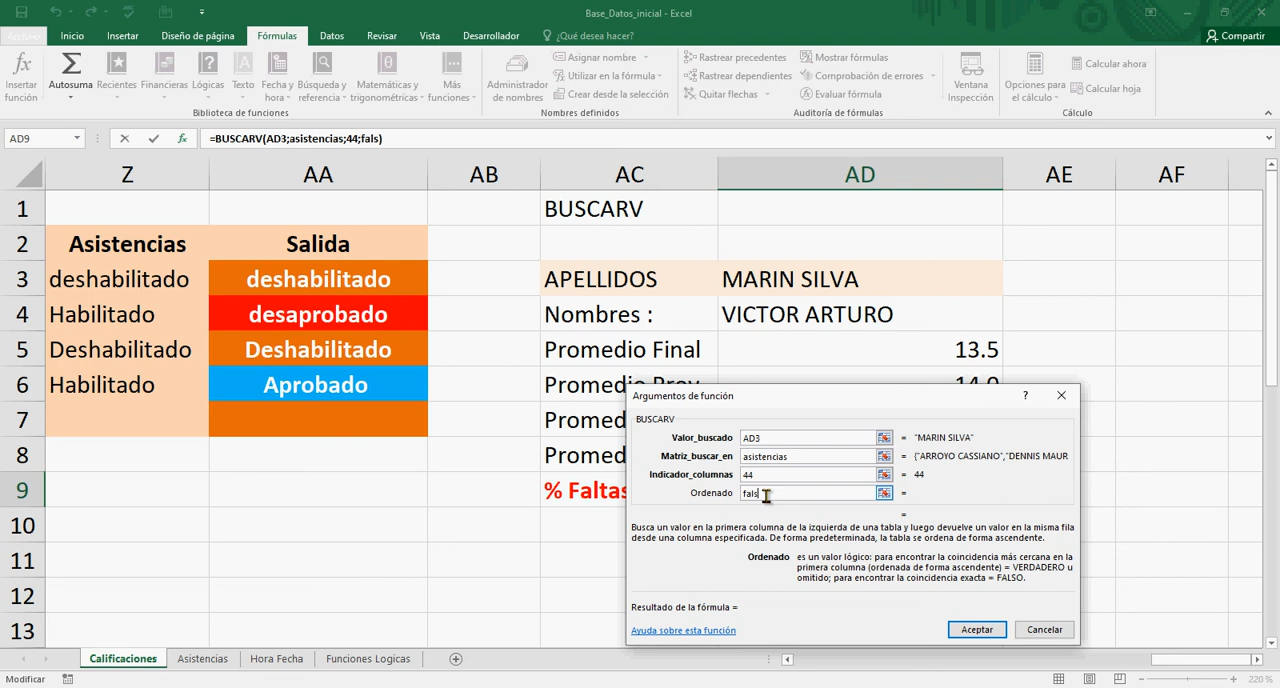 Base_Datos_inicial - Excel
Archivo Inicio Insertar Diseño de página Fórmulas Datos Revisar Vista Desarrollador ¿Qué desea hacer? Compartir
Insertar función
Autosuma
Recientes
Financieras
Lógicas
Texto
Fecha y hora
Búsqueda y referencia
Matemáticas y trigonométricas
Más funciones
Biblioteca de funciones
Administrador de nombres
Asignar nombre
Utilizar en la fórmula
Crear desde la selección
Nombres definidos
Rastrear precedentes
Rastrear dependientes
Quitar flechas
Mostrar fórmulas
Comprobación de errores
Evaluar fórmula
Auditoría de fórmulas
Ventana Inspección
Opciones para el cálculo
Calcular ahora
Calcular hoja
Cálculo
AD9 fx =BUSCARV(AD3;asistencias;44;fals)
Z AA AB AC AD AE AF
1 BUSCARV
2 Asistencias Salida
3 deshabilitado deshabilitado APELLIDOS MARIN SILVA
4 Habilitado desaprobado Nombres : VICTOR ARTURO
5 Deshabilitado Deshabilitado Promedio Final 13.5
6 Habilitado Aprobado Promedio Prov 14.0
7 Promed
8 Promed
9 % Faltas
10
11
12
13
Argumentos de función ?
BUSCARV
Valor_buscado AD3 = "MARIN SILVA"
Matriz_buscar_en asistencias = {"ARROYO CASSIANO","DENNIS MAUR
Indicador_columnas 44 = 44
Ordenado fals =
=
Busca un valor en la primera columna de la izquierda de una tabla y luego devuelve un valor en la misma fila
desde una columna especificada. De forma predeterminada, la tabla se ordena de forma ascendente.
Ordenado es un valor lógico: para encontrar la coincidencia más cercana en la
primera columna (ordenada de forma ascendente) = VERDADERO u
omitido; para encontrar la coincidencia exacta = FALSO.
Resultado de la fórmula =
Ayuda sobre esta función Aceptar Cancelar
Calificaciones Asistencias Hora Fecha Funciones Logicas
Modificar 220 %